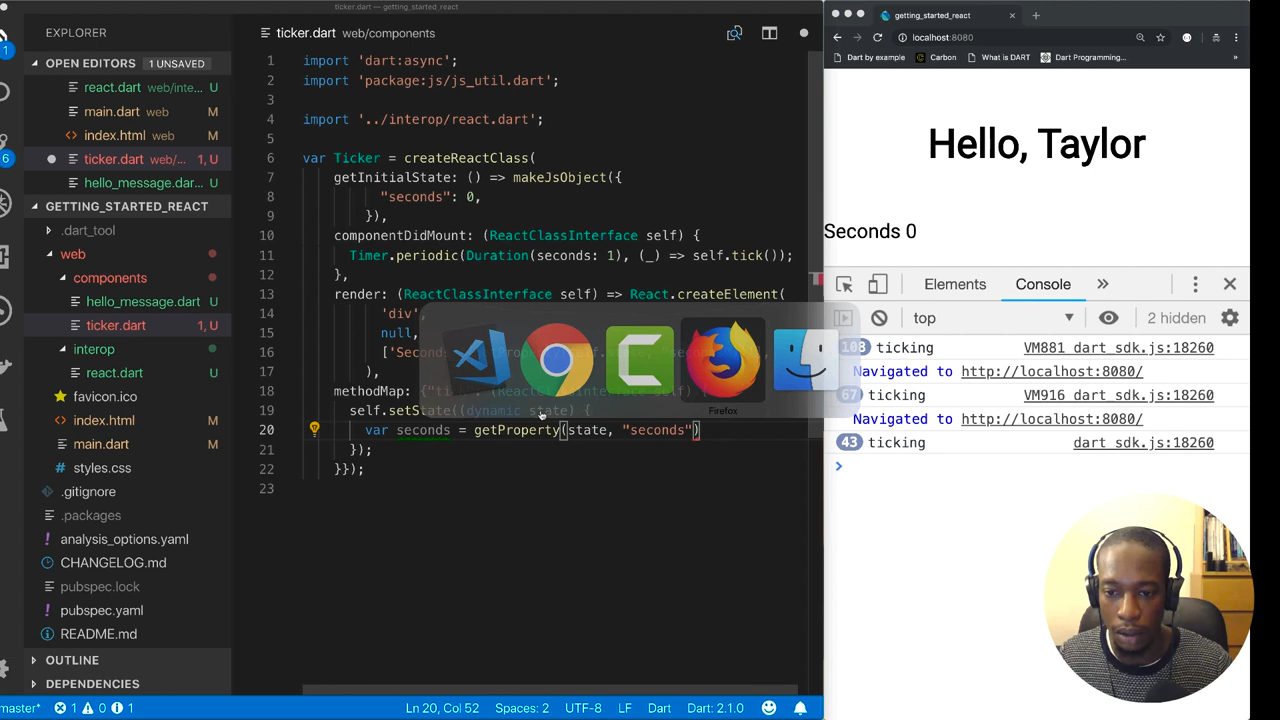 ticker.dart — getting_started_react
EXPLORER
OPEN EDITORS 1 UNSAVED
react.dart web/inte... U
main.dart web M
index.html web M
ticker.dart web/... 1, U
hello_message.dar... U
GETTING_STARTED_REACT
.dart_tool
web
components
hello_message.dart U
ticker.dart 1, U
interop
react.dart U
favicon.ico
index.html M
main.dart M
styles.css M
.gitignore
.packages
analysis_options.yaml
CHANGELOG.md
pubspec.lock
pubspec.yaml
README.md
OUTLINE
DEPENDENCIES
1
6
ticker.dart web/components
1 import 'dart:async';
2 import 'package:js/js_util.dart';
3
4 import '../interop/react.dart';
5
6 var Ticker = createReactClass(
7 getInitialState: () => makeJsObject({
8 "seconds": 0,
9 }),
10 componentDidMount: (ReactClassInterface self) {
11 Timer.periodic(Duration(seconds: 1), (_) => self.tick());
12 },
13 render: (ReactClassInterface self) => React.createElement(
14 'div',
15 null,
16 ['Second
17 ),
18 methodMap: {"tick": (ReactClassInterface self) {
19 self.setState((dynamic state) {
20 var seconds = getProperty(state, "seconds")
21 });
22 }});
23
Firefox
master* 1 0 1 Ln 20, Col 52 Spaces: 2 UTF-8 LF Dart Dart: 2.1.0
getting_started_react
localhost:8080
Dart by example Carbon What is DART Dart Programming... »
Hello, Taylor
Seconds 0
Elements Console »
top 2 hidden
108 ticking VM881 dart_sdk.js:18260
Navigated to http://localhost:8080/
67 ticking VM916 dart_sdk.js:18260
Navigated to http://localhost:8080/
43 ticking dart_sdk.js:18260